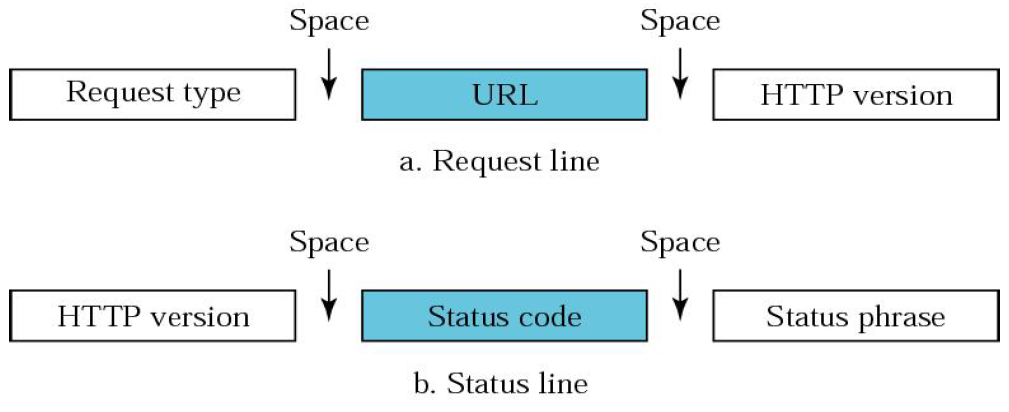 Space Space
Request type URL HTTP version
a. Request line
Space Space
HTTP version Status code Status phrase
b. Status line